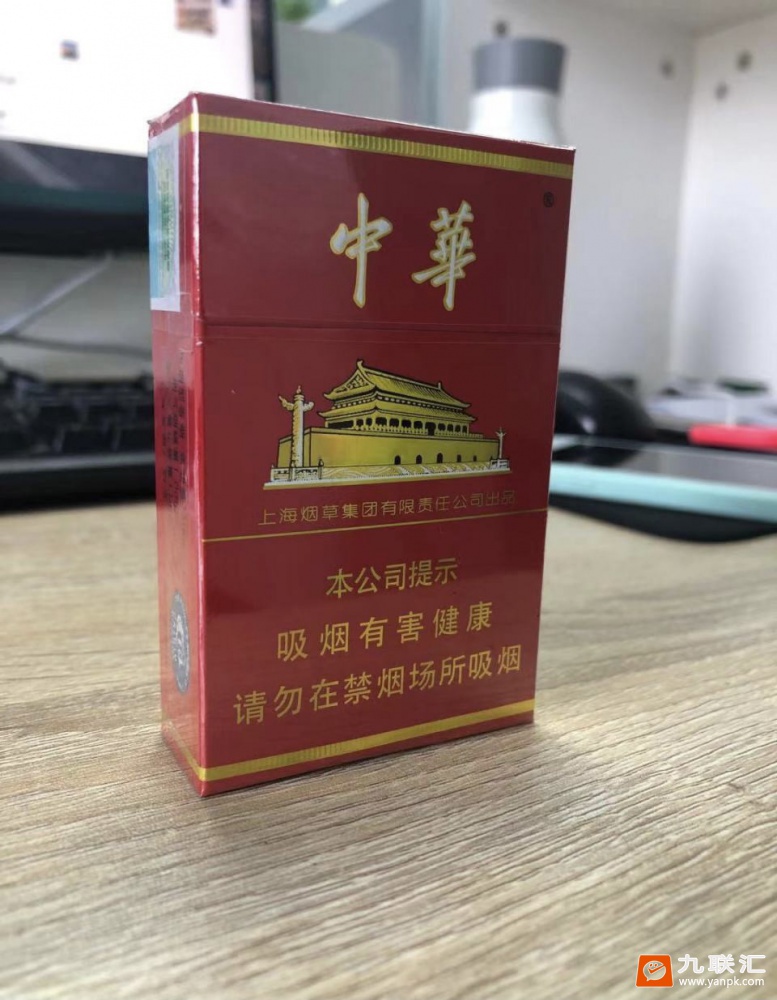 中華
®
上海烟草集团有限责任公司出品
本公司提示
吸烟有害健康
请勿在禁烟场所吸烟
九联汇
www.yanpk.com